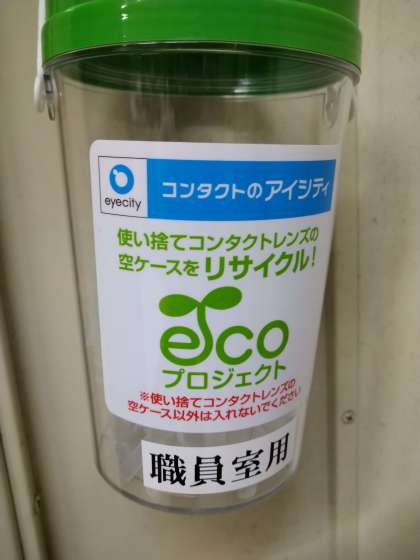 eyecity
コンタクトのアイシティ
使い捨てコンタクトレンズの
空ケースをリサイクル！
eco
プロジェクト
※使い捨てコンタクトレンズの
空ケース以外は入れないでください
職員室用